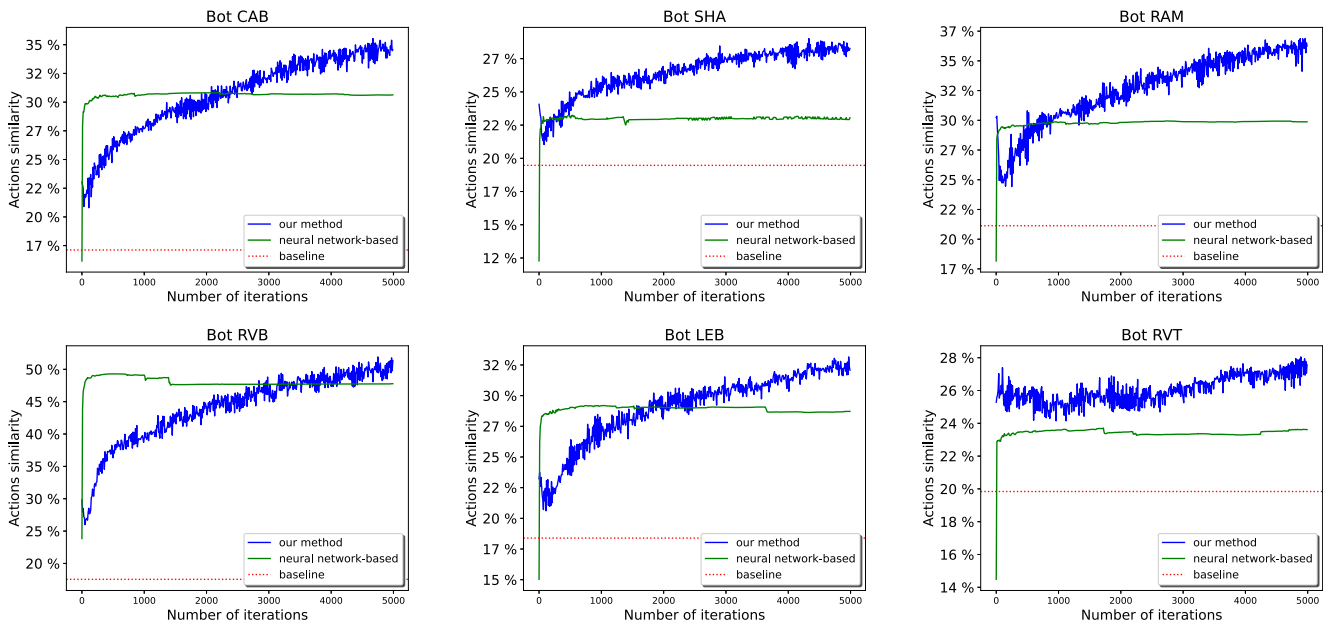 Bot CAB
Actions similarity
35 %
32 %
30 %
27 %
25 %
22 %
20 %
17 %
our method
neural network-based
baseline
0 1000 2000 3000 4000 5000
Number of iterations
Bot SHA
Actions similarity
27 %
25 %
22 %
20 %
17 %
15 %
12 %
our method
neural network-based
baseline
0 1000 2000 3000 4000 5000
Number of iterations
Bot RAM
Actions similarity
37 %
35 %
32 %
30 %
27 %
25 %
22 %
20 %
17 %
our method
neural network-based
baseline
0 1000 2000 3000 4000 5000
Number of iterations
Bot RVB
Actions similarity
50 %
45 %
40 %
35 %
30 %
25 %
20 %
our method
neural network-based
baseline
0 1000 2000 3000 4000 5000
Number of iterations
Bot LEB
Actions similarity
32 %
30 %
28 %
25 %
22 %
20 %
17 %
15 %
our method
neural network-based
baseline
0 1000 2000 3000 4000 5000
Number of iterations
Bot RVT
Actions similarity
28 %
26 %
24 %
22 %
20 %
18 %
16 %
14 %
our method
neural network-based
baseline
0 1000 2000 3000 4000 5000
Number of iterations